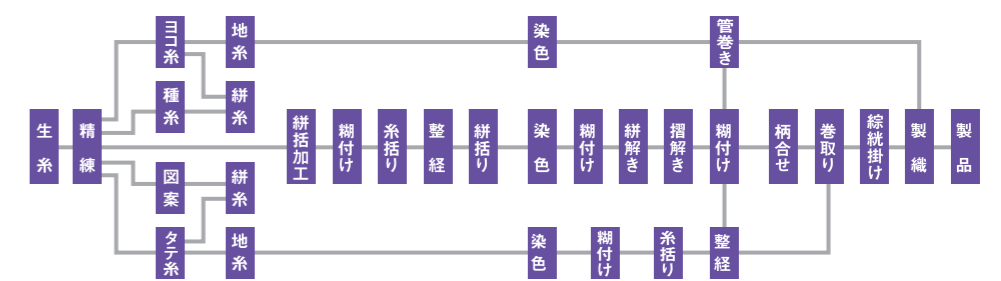 ヨコ糸
地糸
染色
管巻き
種糸
絣糸
生糸
精練
絣括加工
糊付け
糸括り
整経
絣括り
染色
糊付け
絣解き
摺解き
糊付け
柄合せ
巻取り
綜絖掛け
製織
製品
図案
絣糸
タテ糸
地糸
染色
糊付け
糸括り
整経